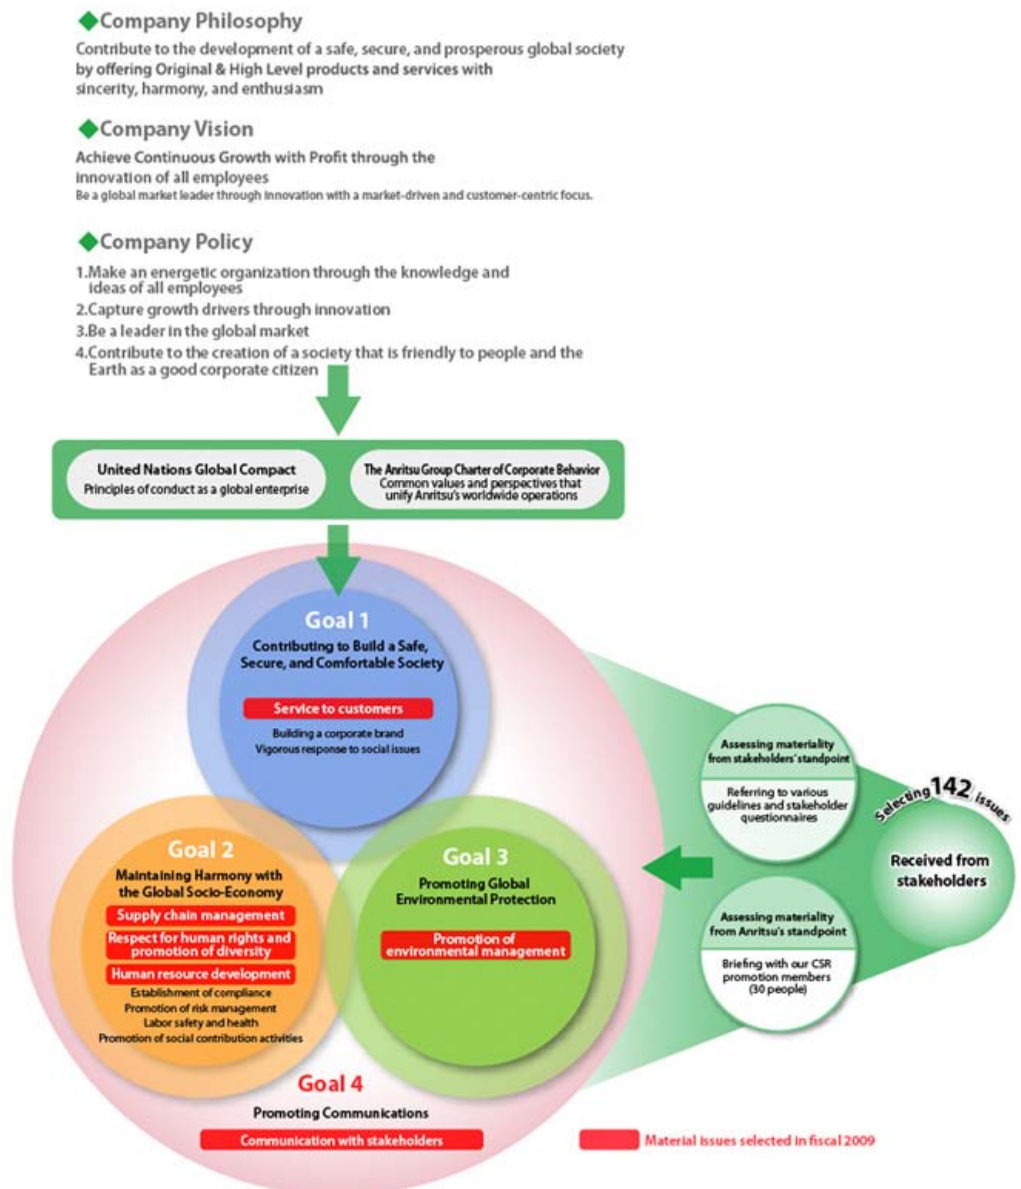 ◆Company Philosophy
Contribute to the development of a safe, secure, and prosperous global society
by offering Original & High Level products and services with
sincerity, harmony, and enthusiasm
◆Company Vision
Achieve Continuous Growth with Profit through the
innovation of all employees
Be a global market leader through innovation with a market-driven and customer-centric focus.
◆Company Policy
1.Make an energetic organization through the knowledge and
ideas of all employees
2.Capture growth drivers through innovation
3.Be a leader in the global market
4.Contribute to the creation of a society that is friendly to people and the
Earth as a good corporate citizen
United Nations Global Compact
Principles of conduct as a global enterprise
The Anritsu Group Charter of Corporate Behavior
Common values and perspectives that
unify Anritsu's worldwide operations
Goal 1
Contributing to Build a Safe,
Secure, and Comfortable Society
Service to customers
Building a corporate brand
Vigorous response to social issues
Goal 2
Maintaining Harmony with
the Global Socio-Economy
Supply chain management
Respect for human rights and
promotion of diversity
Human resource development
Establishment of compliance
Promotion of risk management
Labor safety and health
Promotion of social contribution activities
Goal 3
Promoting Global
Environmental Protection
Promotion of
environmental management
Goal 4
Promoting Communications
Communication with stakeholders
Assessing materiality
from stakeholders' standpoint
Referring to various
guidelines and stakeholder
questionnaires
Assessing materiality
from Anritsu's standpoint
Briefing with our CSR
promotion members
(30 people)
Selecting 142 issues
Received from
stakeholders
Material issues selected in fiscal 2009